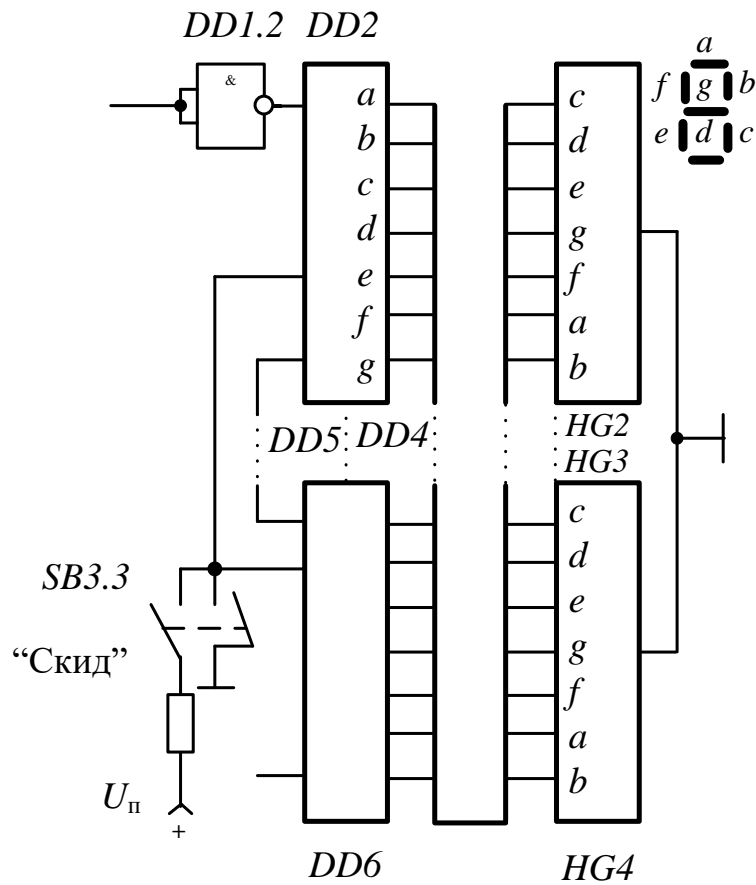 DD1.2 DD2
&
a
b
c
d
e
f
g
c
d
e
g
f
a
b
a
f g b
e d c
DD5 DD4
HG2
HG3
c
d
e
g
f
a
b
SB3.3
“Скид”
Uп
+
DD6
HG4